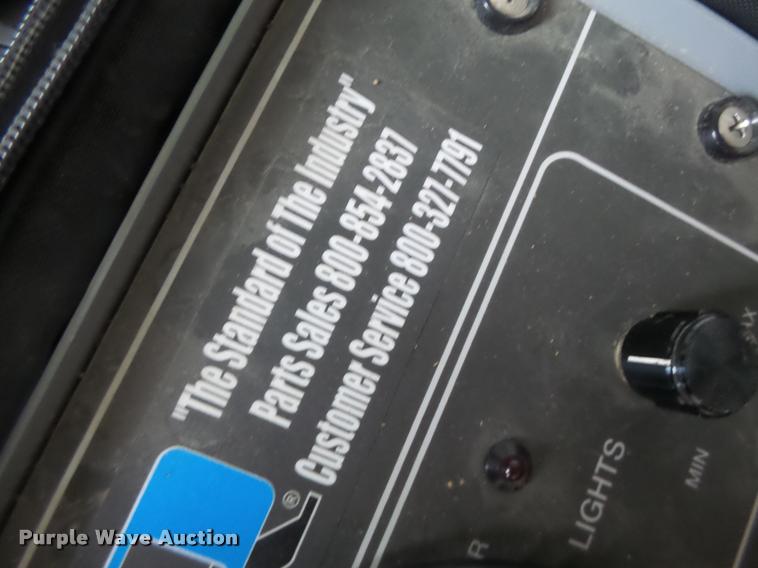 "The Standard of The Industry"
Parts Sales 800-854-2837
Customer Service 800-327-7791
®
LIGHTS
MIN
R
Purple Wave Auction